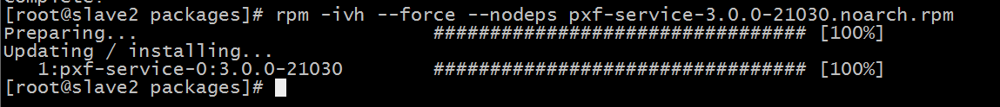 [root@slave2 packages]# rpm -ivh --force --nodeps pxf-service-3.0.0-21030.noarch.rpm
Preparing... ################################# [100%]
Updating / installing...
1:pxf-service-0:3.0.0-21030 ################################# [100%]
[root@slave2 packages]#